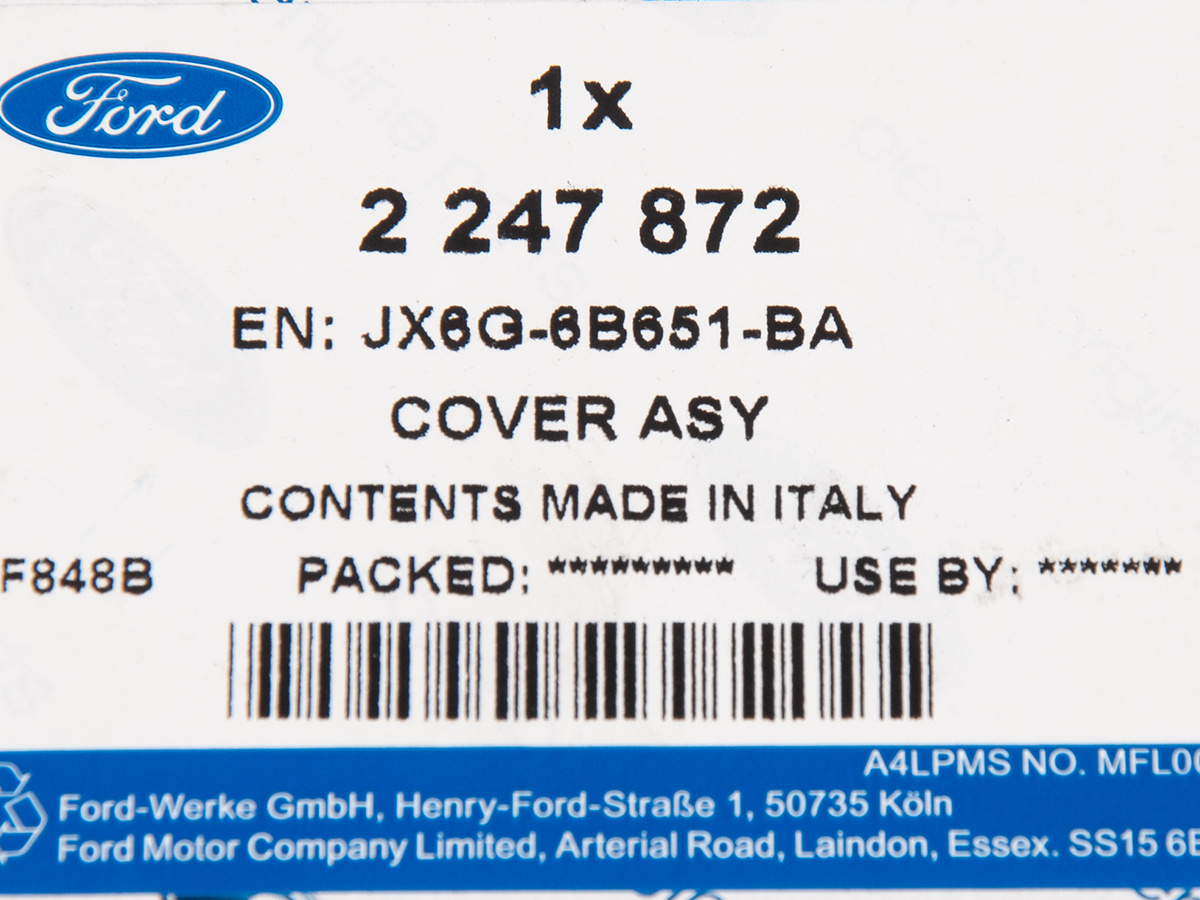 Ford
1x
2 247 872
EN: JX6G-6B651-BA
COVER ASY
CONTENTS MADE IN ITALY
F848B PACKED: ********* USE BY: *******
A4LPMS NO. MFL00
Ford-Werke GmbH, Henry-Ford-Straße 1, 50735 Köln
Ford Motor Company Limited, Arterial Road, Laindon, Essex. SS15 6E